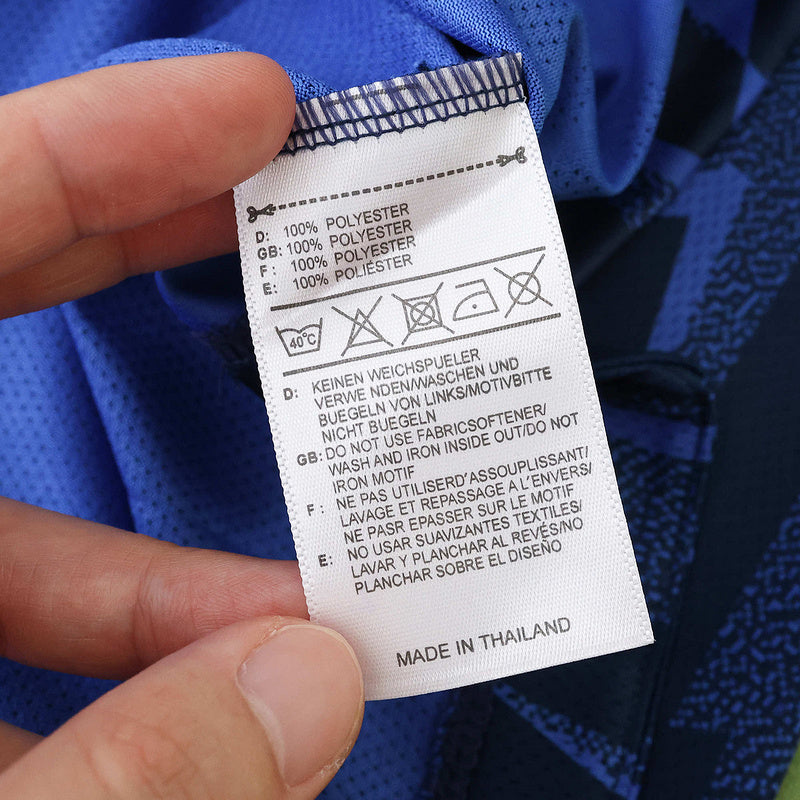 D: 100% POLYESTER
GB: 100% POLYESTER
F: 100% POLYESTER
E: 100% POLIÉSTER
40°C
D: KEINEN WEICHSPUELER
VERWE NDEN/WASCHEN UND
BUEGELN VON LINKS/MOTIVBITTE
NICHT BUEGELN
GB: DO NOT USE FABRICSOFTENER/
WASH AND IRON INSIDE OUT/DO NOT
IRON MOTIF
F: NE PAS UTILISERD'ASSOUPLISSANT/
LAVAGE ET REPASSAGE A L'ENVERS/
NE PASR EPASSER SUR LE MOTIF
E: NO USAR SUAVIZANTES TEXTILES/
LAVAR Y PLANCHAR AL REVÉS/NO
PLANCHAR SOBRE EL DISEÑO
MADE IN THAILAND